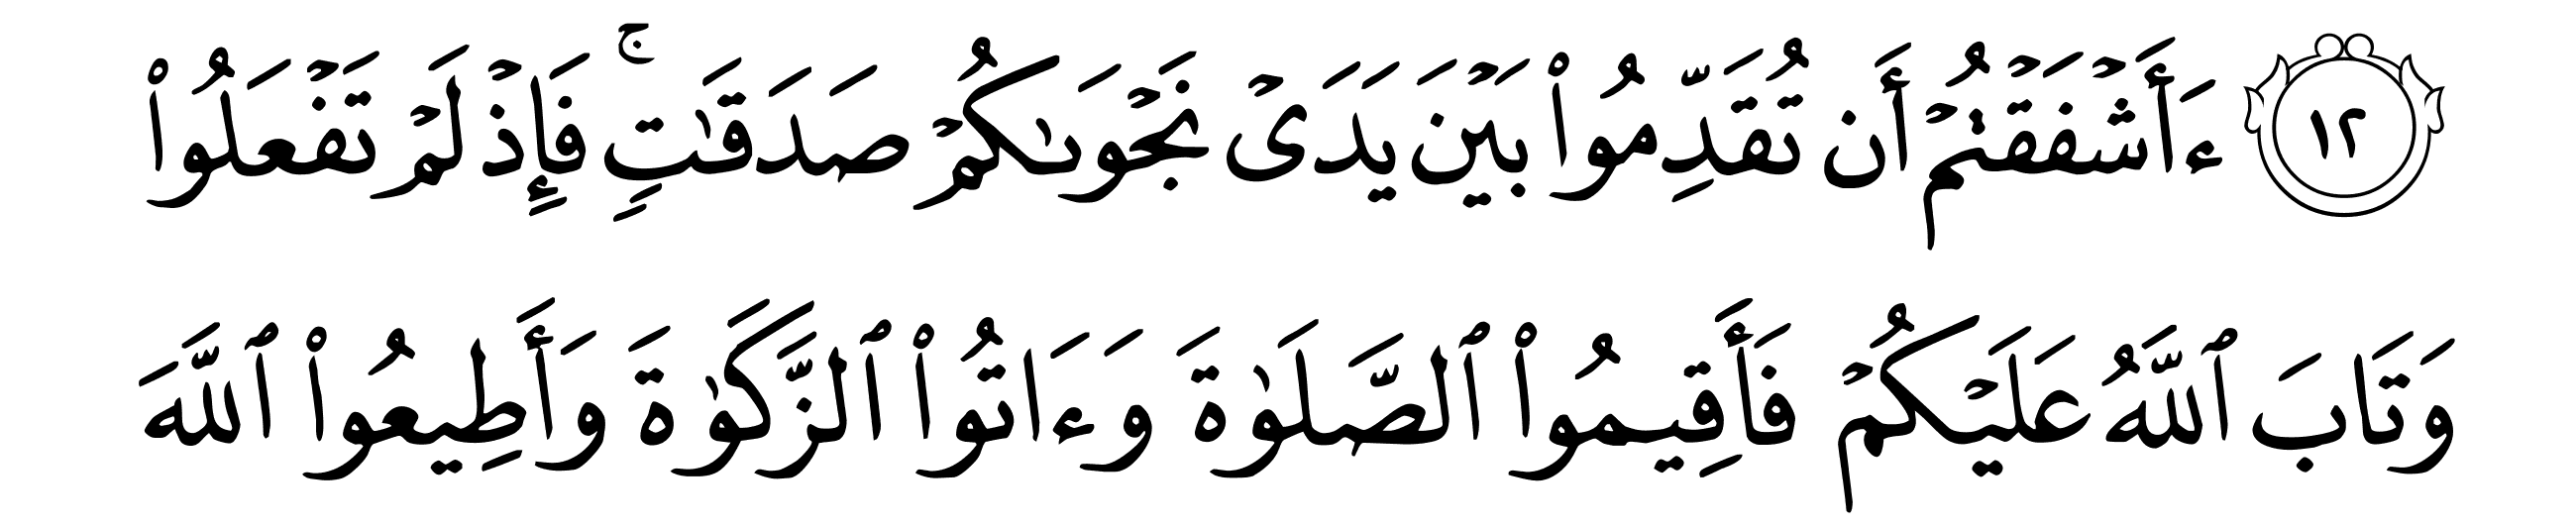 ١٢ ءَأَشۡفَقۡتُمۡ أَن تُقَدِّمُواْ بَيۡنَ يَدَىۡ نَجۡوَىٰكُمۡ صَدَقَٰتٍۚ فَإِذۡ لَمۡ تَفۡعَلُواْ
وَتَابَ ٱللَّهُ عَلَيۡكُمۡ فَأَقِيمُواْ ٱلصَّلَوٰةَ وَءَاتُواْ ٱلزَّكَوٰةَ وَأَطِيعُواْ ٱللَّهَ